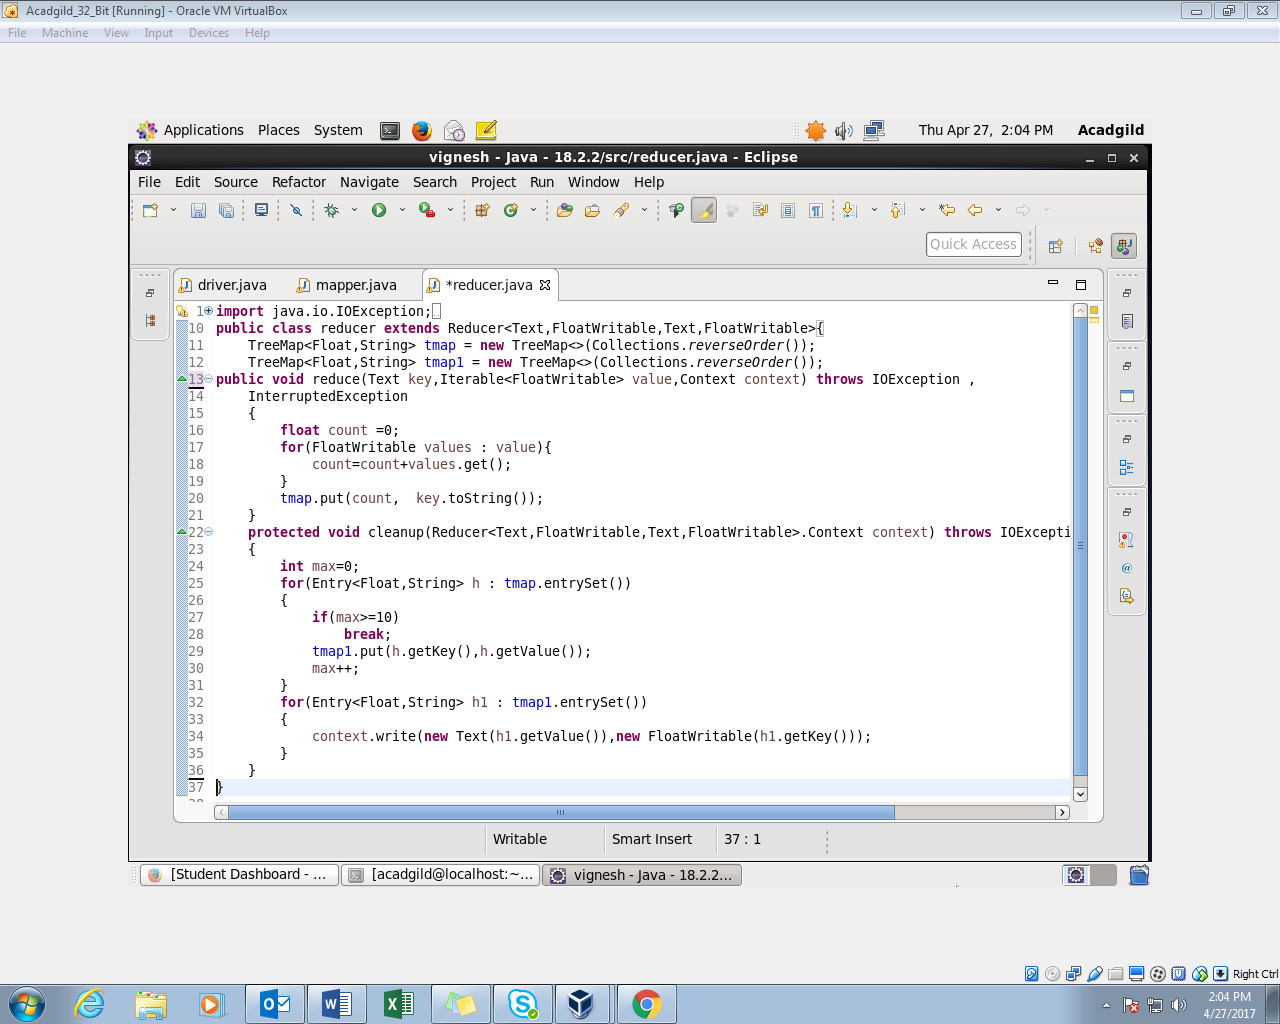 Acadgild_32_Bit [Running] - Oracle VM VirtualBox
File Machine View Input Devices Help
Applications Places System Thu Apr 27, 2:04 PM Acadgild
vignesh - Java - 18.2.2/src/reducer.java - Eclipse
File Edit Source Refactor Navigate Search Project Run Window Help
Quick Access
driver.java mapper.java *reducer.java
1 import java.io.IOException;
10 public class reducer extends Reducer<Text,FloatWritable,Text,FloatWritable>{
11 TreeMap<Float,String> tmap = new TreeMap<>(Collections.reverseOrder());
12 TreeMap<Float,String> tmap1 = new TreeMap<>(Collections.reverseOrder());
13 public void reduce(Text key,Iterable<FloatWritable> value,Context context) throws IOException ,
14 InterruptedException
15 {
16 float count =0;
17 for(FloatWritable values : value){
18 count=count+values.get();
19 }
20 tmap.put(count,  key.toString());
21 }
22 protected void cleanup(Reducer<Text,FloatWritable,Text,FloatWritable>.Context context) throws IOExcepti
23 {
24 int max=0;
25 for(Entry<Float,String> h : tmap.entrySet())
26 {
27 if(max>=10)
28 break;
29 tmap1.put(h.getKey(),h.getValue());
30 max++;
31 }
32 for(Entry<Float,String> h1 : tmap1.entrySet())
33 {
34 context.write(new Text(h1.getValue()),new FloatWritable(h1.getKey()));
35 }
36 }
37 }
Writable Smart Insert 37 : 1
[Student Dashboard - ... [acadgild@localhost:~... vignesh - Java - 18.2.2...
Right Ctrl
2:04 PM
4/27/2017